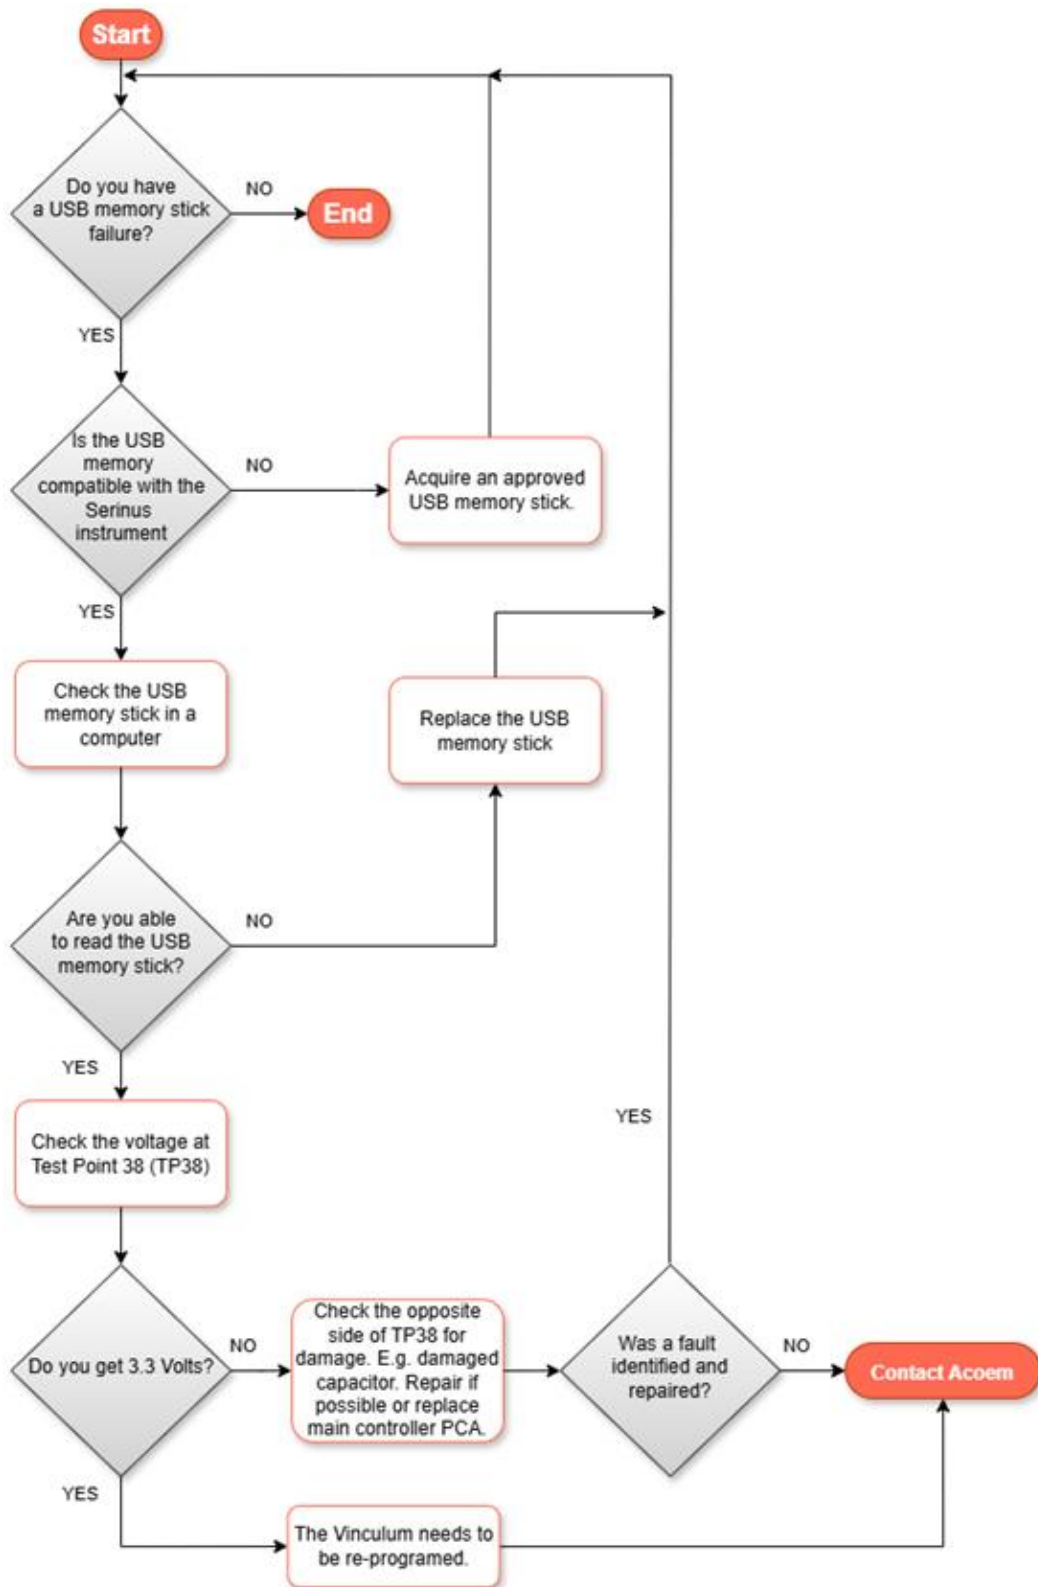 Start
Do you have
a USB memory stick
failure?
NO
End
YES
Is the USB
memory
compatible with the
Serinus
instrument
NO
Acquire an approved
USB memory stick.
YES
Check the USB
memory stick in a
computer
Replace the USB
memory stick
Are you able
to read the USB
memory stick?
NO
YES
Check the voltage at
Test Point 38 (TP38)
YES
Do you get 3.3 Volts?
NO
Check the opposite
side of TP38 for
damage. E.g. damaged
capacitor. Repair if
possible or replace
main controller PCA.
Was a fault
identified and
repaired?
NO
Contact Acoem
YES
The Vinculum needs to
be re-programed.